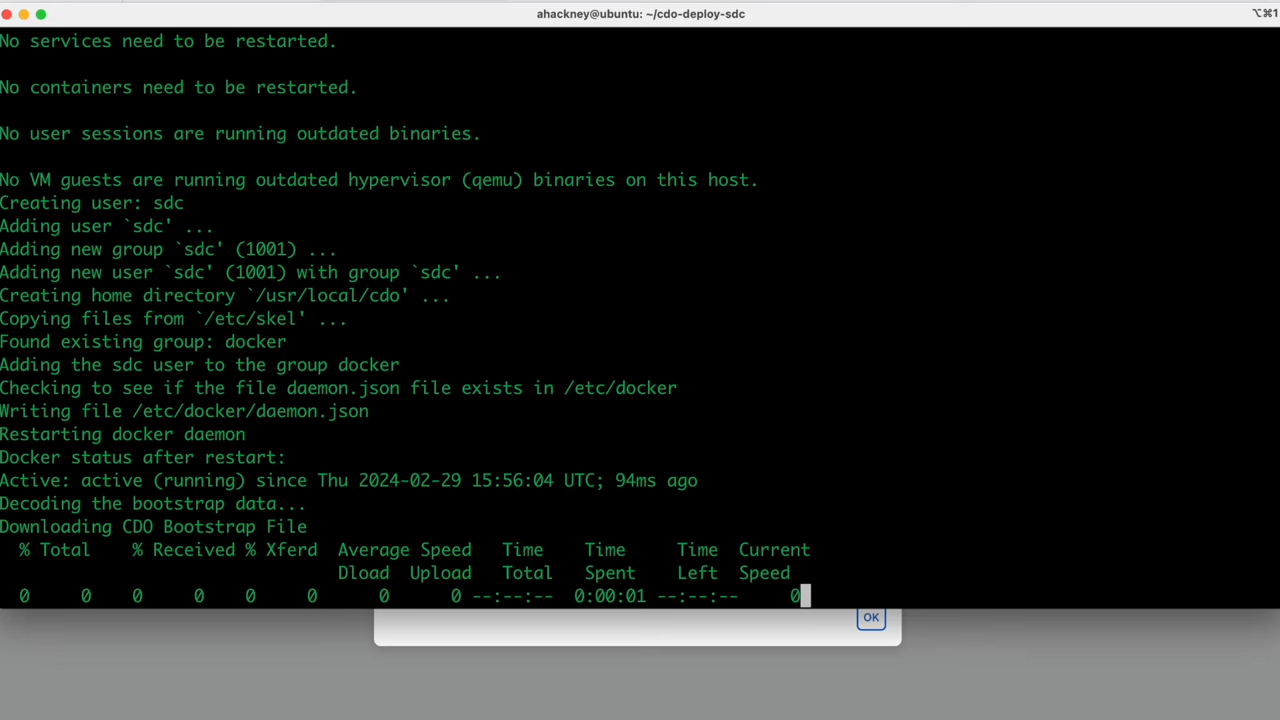 ahackney@ubuntu: ~/cdo-deploy-sdc
⌥⌘1
No services need to be restarted.
No containers need to be restarted.
No user sessions are running outdated binaries.
No VM guests are running outdated hypervisor (qemu) binaries on this host.
Creating user: sdc
Adding user `sdc' ...
Adding new group `sdc' (1001) ...
Adding new user `sdc' (1001) with group `sdc' ...
Creating home directory `/usr/local/cdo' ...
Copying files from `/etc/skel' ...
Found existing group: docker
Adding the sdc user to the group docker
Checking to see if the file daemon.json file exists in /etc/docker
Writing file /etc/docker/daemon.json
Restarting docker daemon
Docker status after restart:
Active: active (running) since Thu 2024-02-29 15:56:04 UTC; 94ms ago
Decoding the bootstrap data...
Downloading CDO Bootstrap File
% Total % Received % Xferd Average Speed Time Time Time Current
Dload Upload Total Spent Left Speed
0 0 0 0 0 0 0 0 --:--:-- 0:00:01 --:--:-- 0
OK